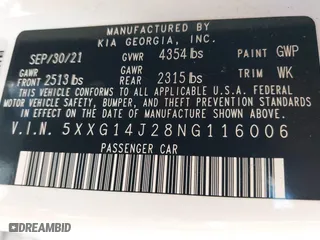 MANUFACTURED BY
KIA GEORGIA, INC.
SEP/30/21 GVWR 4354 lbs PAINT GWP
GAWR FRONT 2513 lbs GAWR REAR 2315 lbs TRIM WK
THIS VEHICLE CONFORMS TO ALL APPLICABLE U.S. FEDERAL
MOTOR VEHICLE SAFETY, BUMPER, AND THEFT PREVENTION
STANDARDS IN EFFECT ON THE DATE OF MANUFACTURE SHOWN ABOVE.
V.I.N. 5XXG14J28NG116006
PASSENGER CAR
DREAMBID